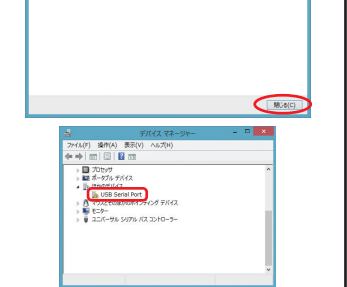 閉じる(C)
デバイス マネージャー
ファイル(F) 操作(A) 表示(V) ヘルプ(H)
プロセッサ
ポータブル デバイス
ほかのデバイス
USB Serial Port
マウスとそのほかのポインティング デバイス
モニター
ユニバーサル シリアル バス コントローラー